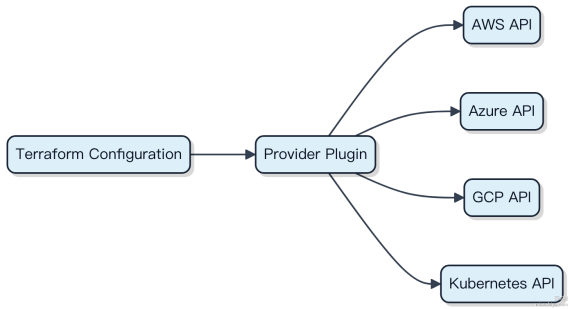 AWS API
Azure API
Terraform Configuration
Provider Plugin
GCP API
Kubernetes API